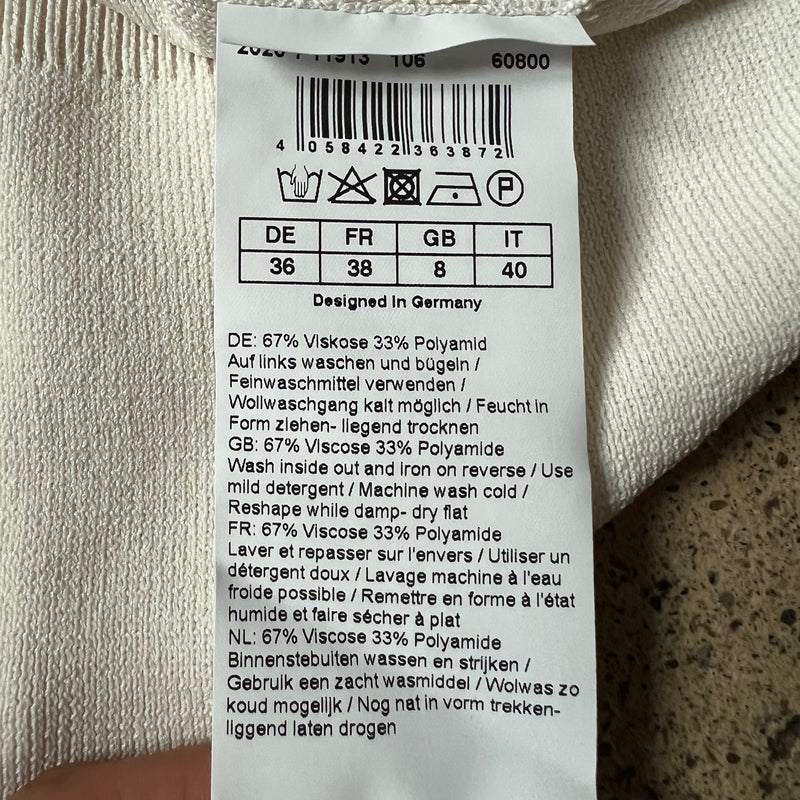 11913 106 60800
4 058422 363872
P
DE FR GB IT
36 38 8 40
Designed In Germany
DE: 67% Viskose 33% Polyamid
Auf links waschen und bügeln /
Feinwaschmittel verwenden /
Wollwaschgang kalt möglich / Feucht in
Form ziehen- liegend trocknen
GB: 67% Viscose 33% Polyamide
Wash inside out and iron on reverse / Use
mild detergent / Machine wash cold /
Reshape while damp- dry flat
FR: 67% Viscose 33% Polyamide
Laver et repasser sur l'envers / Utiliser un
détergent doux / Lavage machine à l'eau
froide possible / Remettre en forme à l'état
humide et faire sécher à plat
NL: 67% Viscose 33% Polyamide
Binnenstebuiten wassen en strijken /
Gebruik een zacht wasmiddel / Wolwas zo
koud mogelijk / Nog nat in vorm trekken-
liggend laten drogen